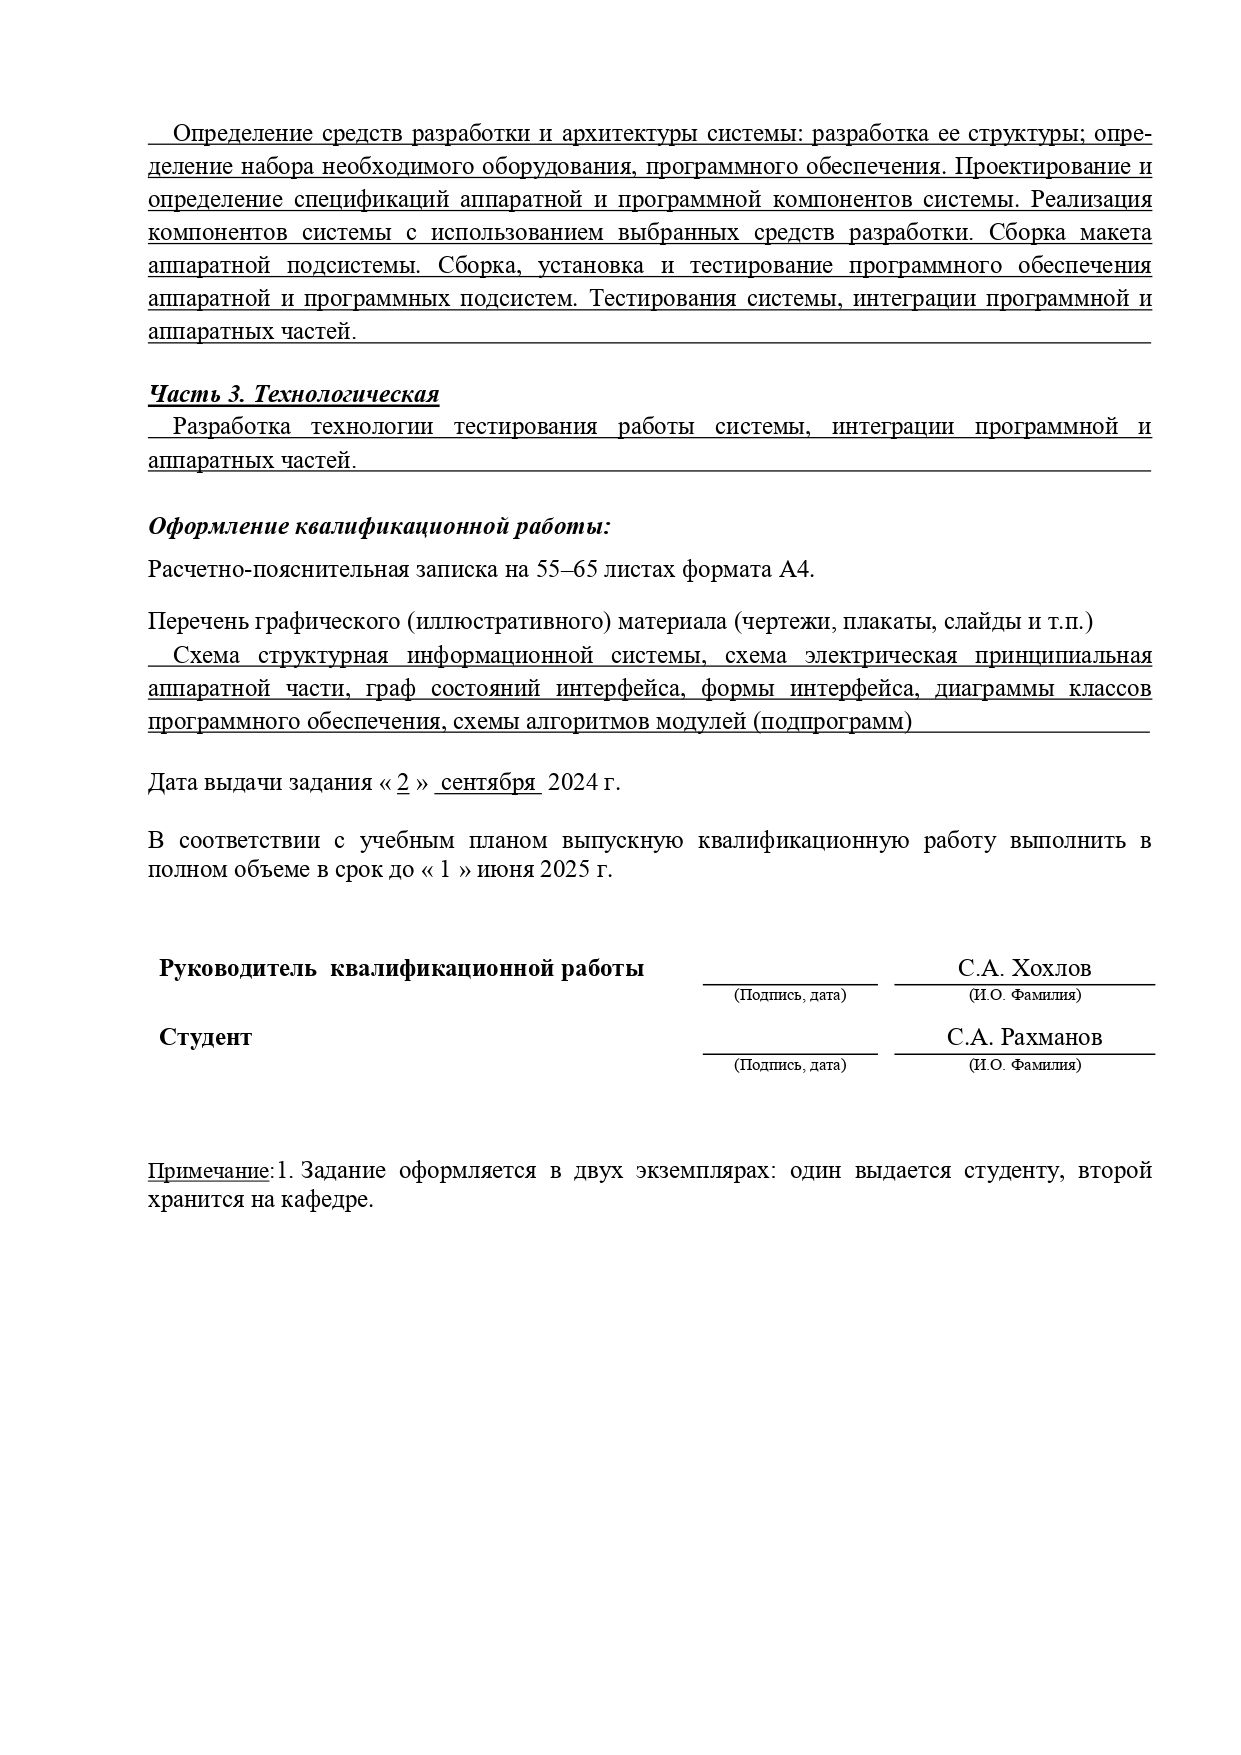 Определение средств разработки и архитектуры системы: разработка ее структуры; опре-
деление набора необходимого оборудования, программного обеспечения. Проектирование и
определение спецификаций аппаратной и программной компонентов системы. Реализация
компонентов системы с использованием выбранных средств разработки. Сборка макета
аппаратной подсистемы. Сборка, установка и тестирование программного обеспечения
аппаратной и программных подсистем. Тестирования системы, интеграции программной и
аппаратных частей.
Часть 3. Технологическая
Разработка технологии тестирования работы системы, интеграции программной и
аппаратных частей.
Оформление квалификационной работы:
Расчетно-пояснительная записка на 55–65 листах формата А4.
Перечень графического (иллюстративного) материала (чертежи, плакаты, слайды и т.п.)
Схема структурная информационной системы, схема электрическая принципиальная
аппаратной части, граф состояний интерфейса, формы интерфейса, диаграммы классов
программного обеспечения, схемы алгоритмов модулей (подпрограмм)
Дата выдачи задания « 2 » сентября 2024 г.
В соответствии с учебным планом выпускную квалификационную работу выполнить в
полном объеме в срок до « 1 » июня 2025 г.
Руководитель квалификационной работы С.А. Хохлов
(Подпись, дата) (И.О. Фамилия)
Студент С.А. Рахманов
(Подпись, дата) (И.О. Фамилия)
Примечание:1. Задание оформляется в двух экземплярах: один выдается студенту, второй
хранится на кафедре.